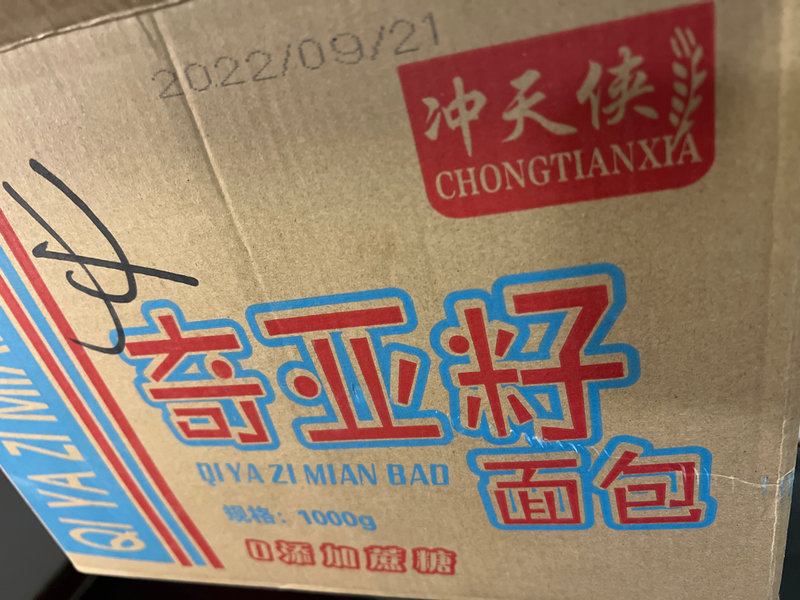 2022/09/21
冲天侠
CHONGTIANXIA
奇亚籽
QI YA ZI MIAN BAO
面包
规格：1000g
0添加蔗糖
QI YA ZI MIA